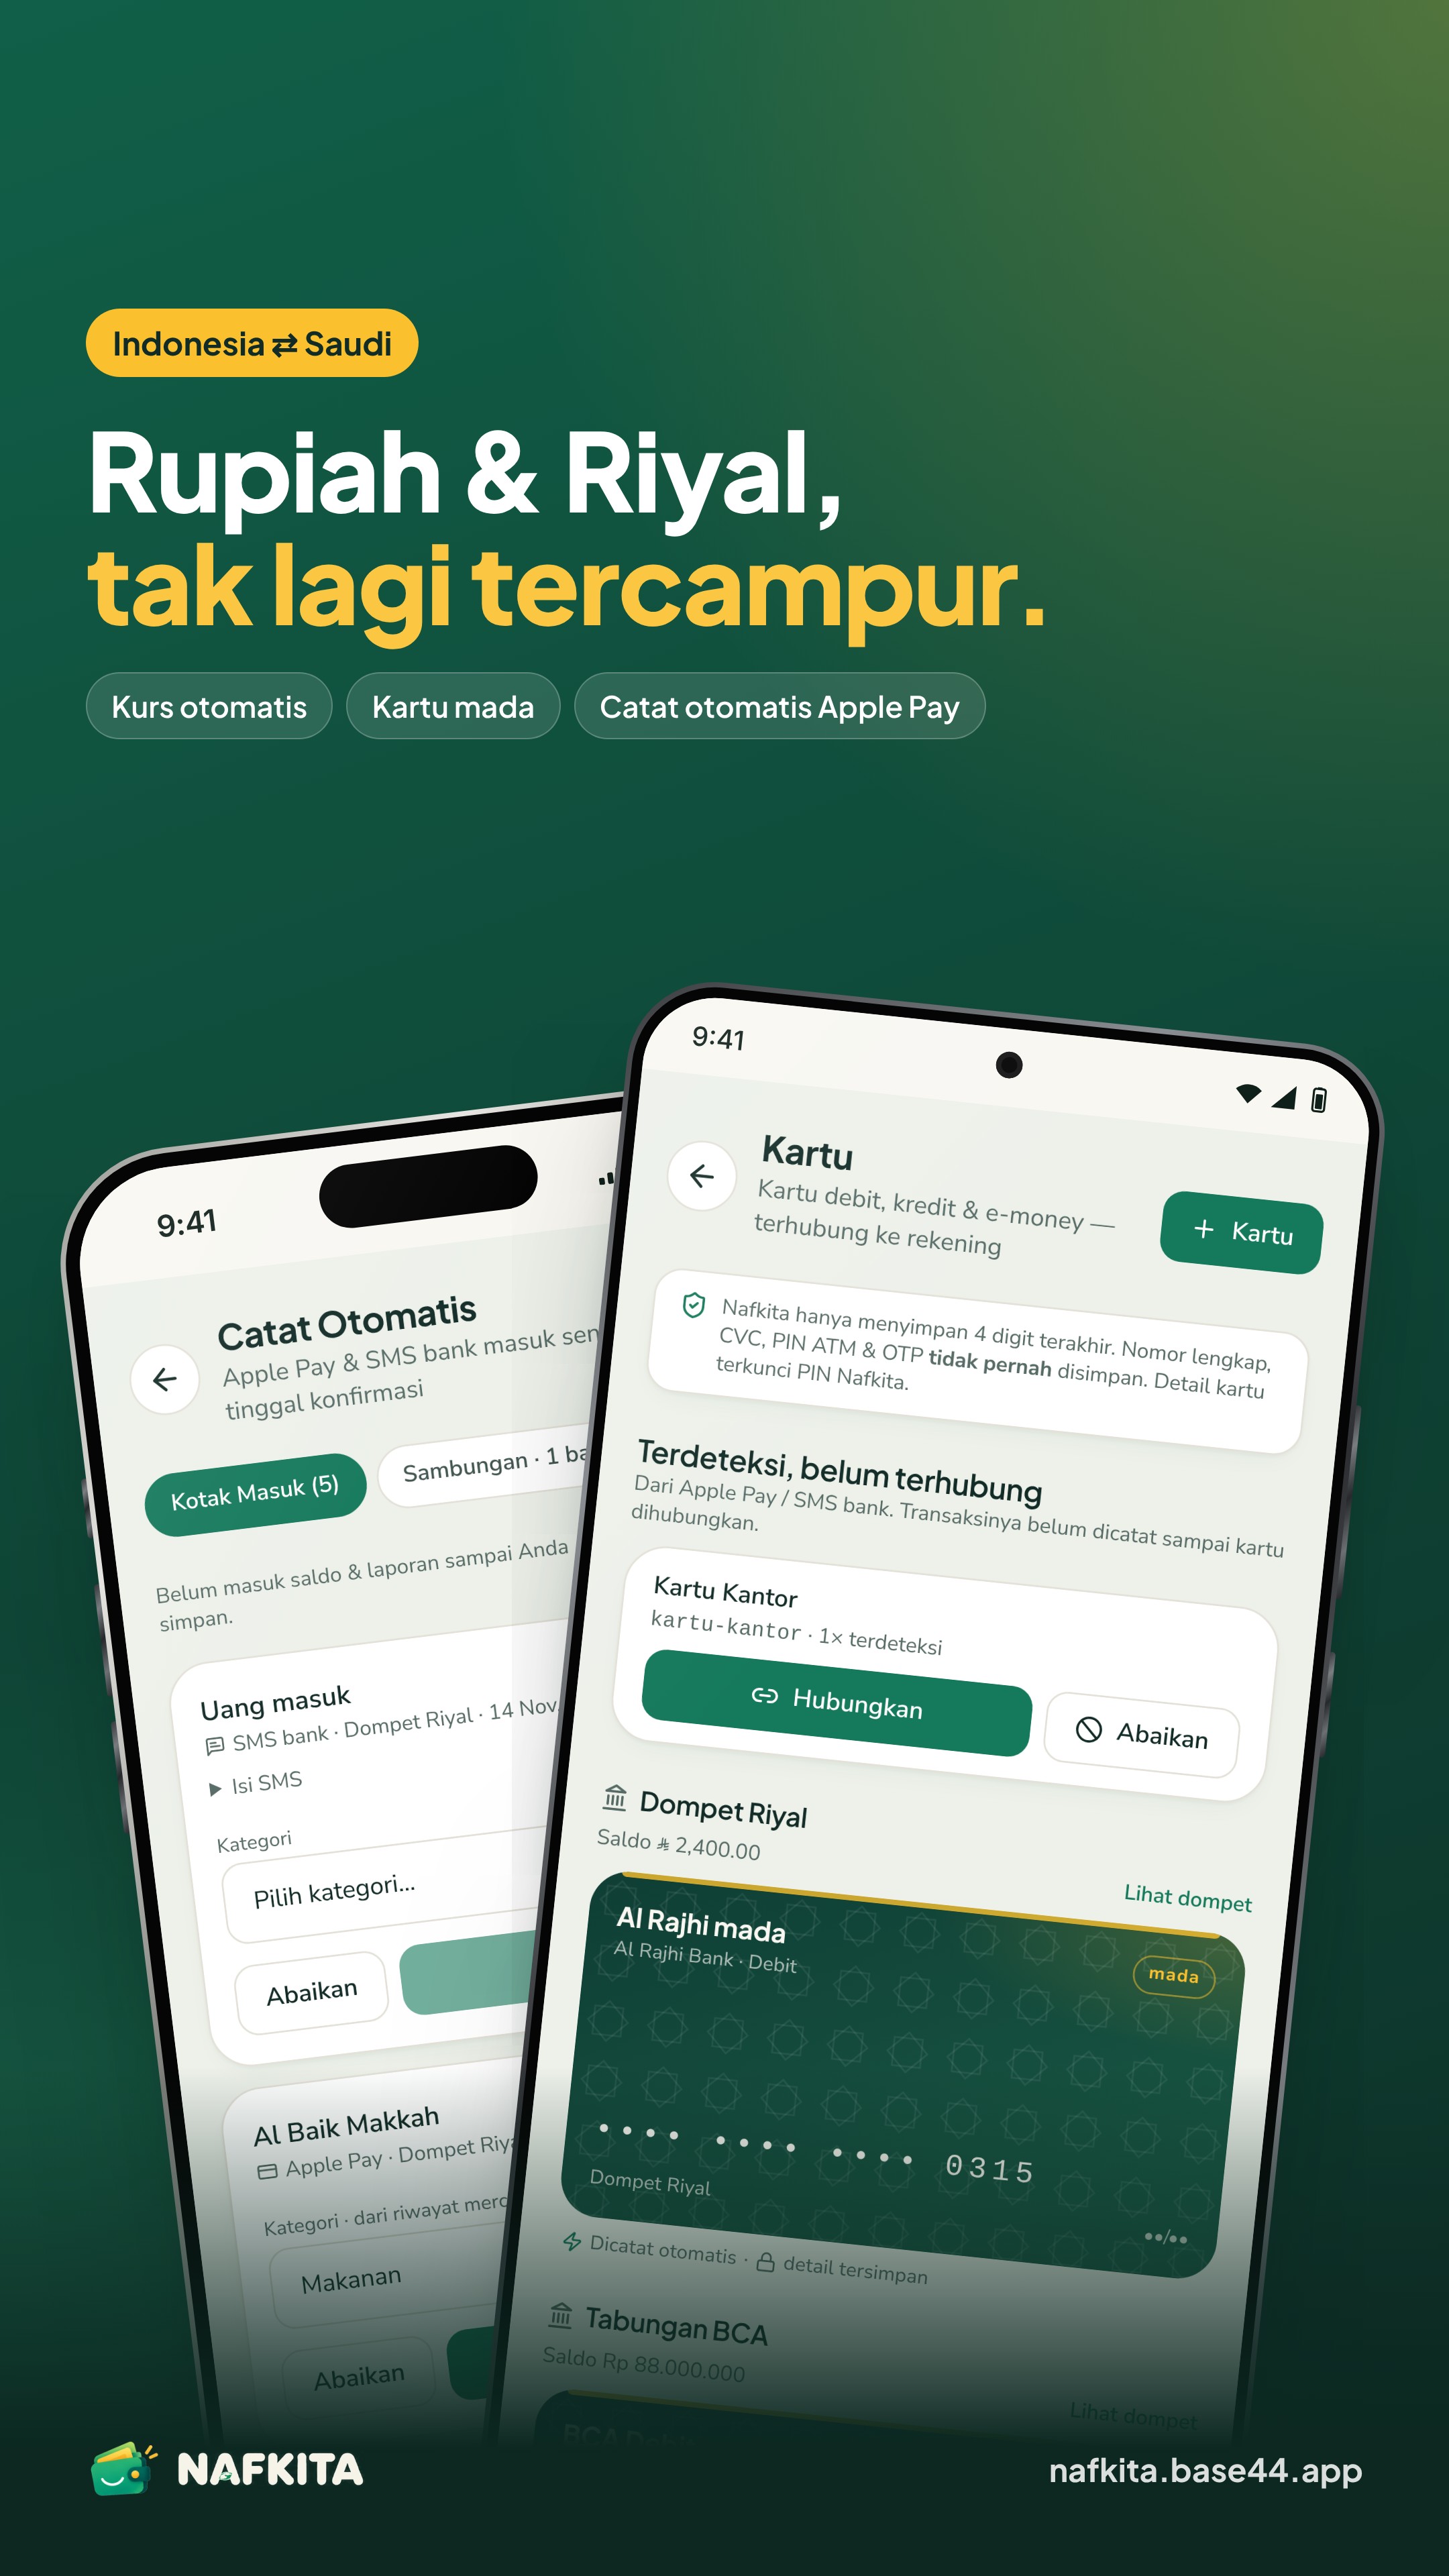 Indonesia ⇄ Saudi
Rupiah & Riyal,
tak lagi tercampur.
Kurs otomatis
Kartu mada
Catat otomatis Apple Pay
9:41
Catat Otomatis
Apple Pay & SMS bank masuk
tinggal konfirmasi
Kotak Masuk (5)
Sambungan · 1
Belum masuk saldo & laporan sampai Anda
simpan.
Uang masuk
SMS bank · Dompet Riyal · 14 Nov
Isi SMS
Kategori
Pilih kategori...
Abaikan
Al Baik Makkah
Apple Pay · Dompet
Kategori · dari riwayat
Makanan
Abaikan
9:41
Kartu
Kartu debit, kredit & e-money —
terhubung ke rekening
+ Kartu
Nafkita hanya menyimpan 4 digit terakhir. Nomor lengkap,
CVC, PIN ATM & OTP tidak pernah disimpan. Detail kartu
terkunci PIN Nafkita.
Terdeteksi, belum terhubung
Dari Apple Pay / SMS bank. Transaksinya belum dicatat sampai kartu
dihubungkan.
Kartu Kantor
kartu-kantor · 1× terdeteksi
Hubungkan
Abaikan
Dompet Riyal
Saldo ⃁ 2,400.00
Lihat dompet
Al Rajhi mada
Al Rajhi Bank · Debit
mada
•••• •••• •••• 0315
Dompet Riyal
••/••
Dicatat otomatis · detail tersimpan
Tabungan BCA
Saldo Rp 88.000.000
Lihat dompet
NAFKITA
nafkita.base44.app